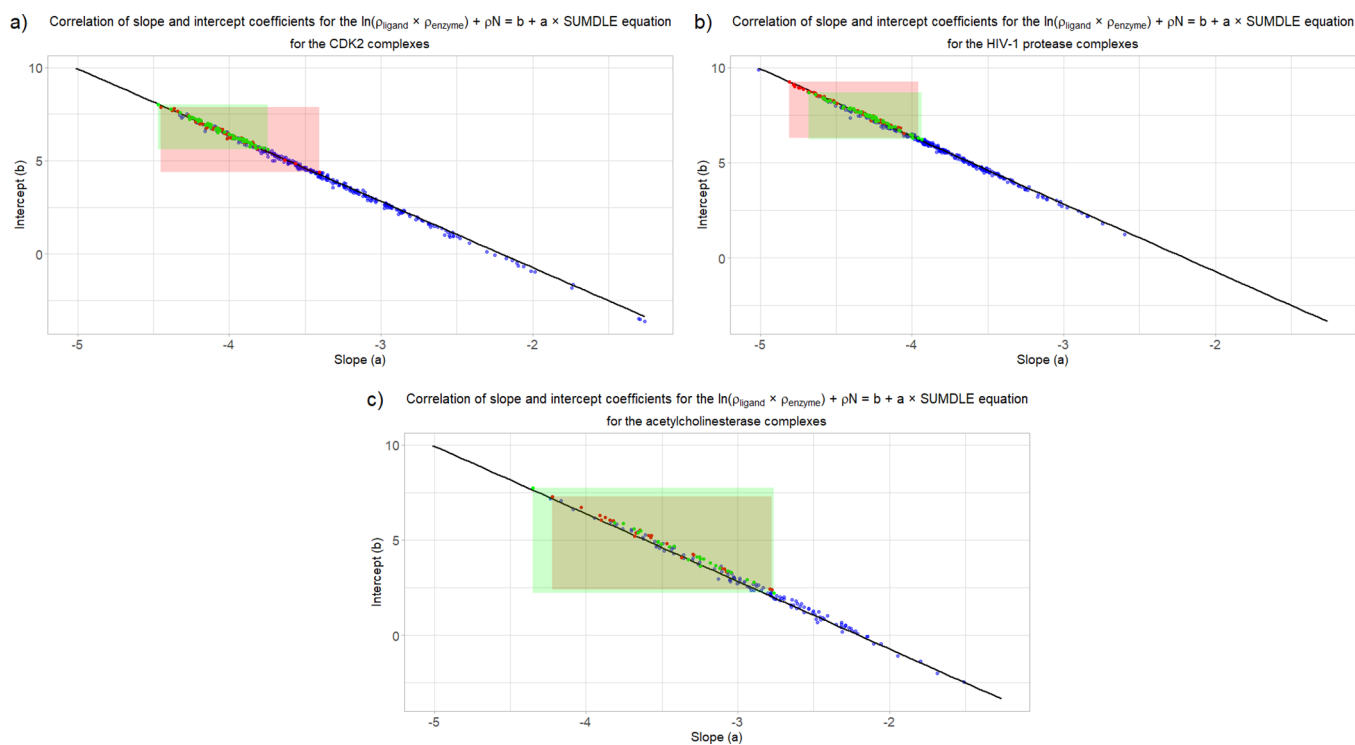 a) Correlation of slope and intercept coefficients for the ln(ρligand × ρenzyme) + ρN = b + a × SUMDLE equation
for the CDK2 complexes
10
5
0
Intercept (b)
-5 -4 -3 -2
Slope (a)
b) Correlation of slope and intercept coefficients for the ln(ρligand × ρenzyme) + ρN = b + a × SUMDLE equation
for the HIV-1 protease complexes
10
5
0
Intercept (b)
-5 -4 -3 -2
Slope (a)
c) Correlation of slope and intercept coefficients for the ln(ρligand × ρenzyme) + ρN = b + a × SUMDLE equation
for the acetylcholinesterase complexes
10
5
0
Intercept (b)
-5 -4 -3 -2
Slope (a)